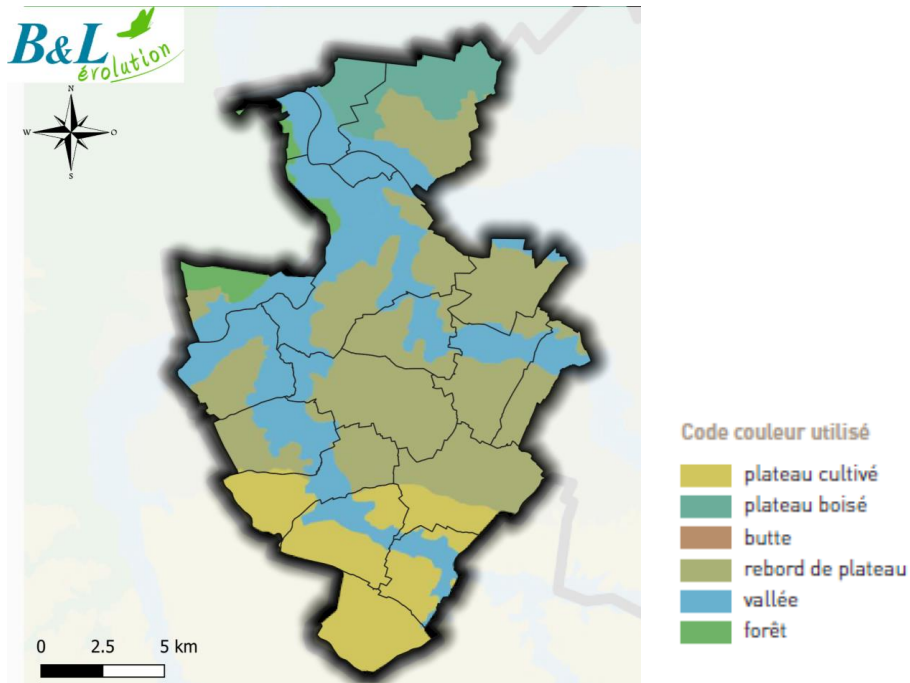 B&L
évolution
N
W
O
S
0 2.5 5 km
Code couleur utilisé
plateau cultivé
plateau boisé
butte
rebord de plateau
vallée
forêt